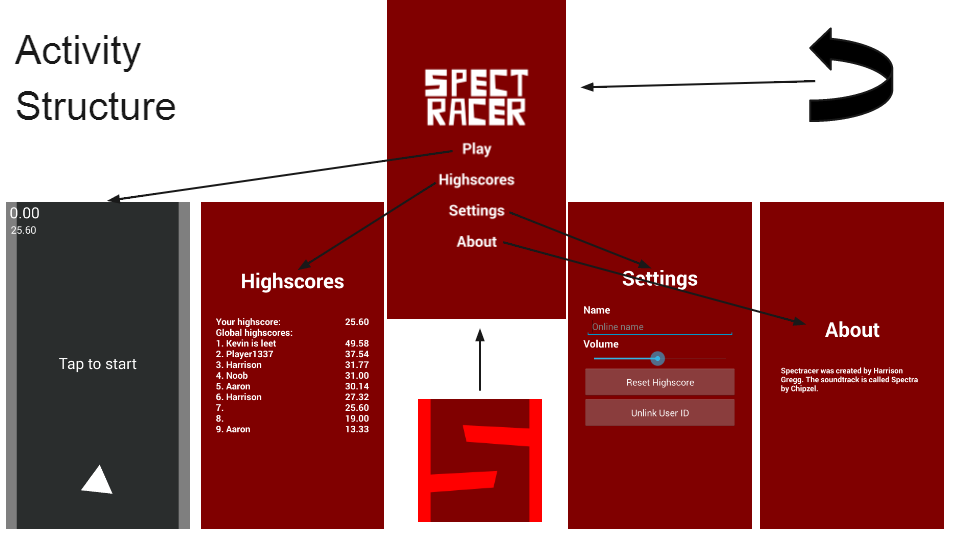 Activity
Structure
SPECT
RACER
Play
Highscores
Settings
About
0.00
25.60
Tap to start
Highscores
Your highscore: 25.60
Global highscores:
1. Kevin is leet 49.58
2. Player1337 37.54
3. Harrison 31.77
4. Noob 31.00
5. Aaron 30.14
6. Harrison 27.32
7. 25.60
8. 19.00
9. Aaron 13.33
Settings
Name
Online name
Volume
Reset Highscore
Unlink User ID
About
Spectracer was created by Harrison
Gregg. The soundtrack is called Spectra
by Chipzel.